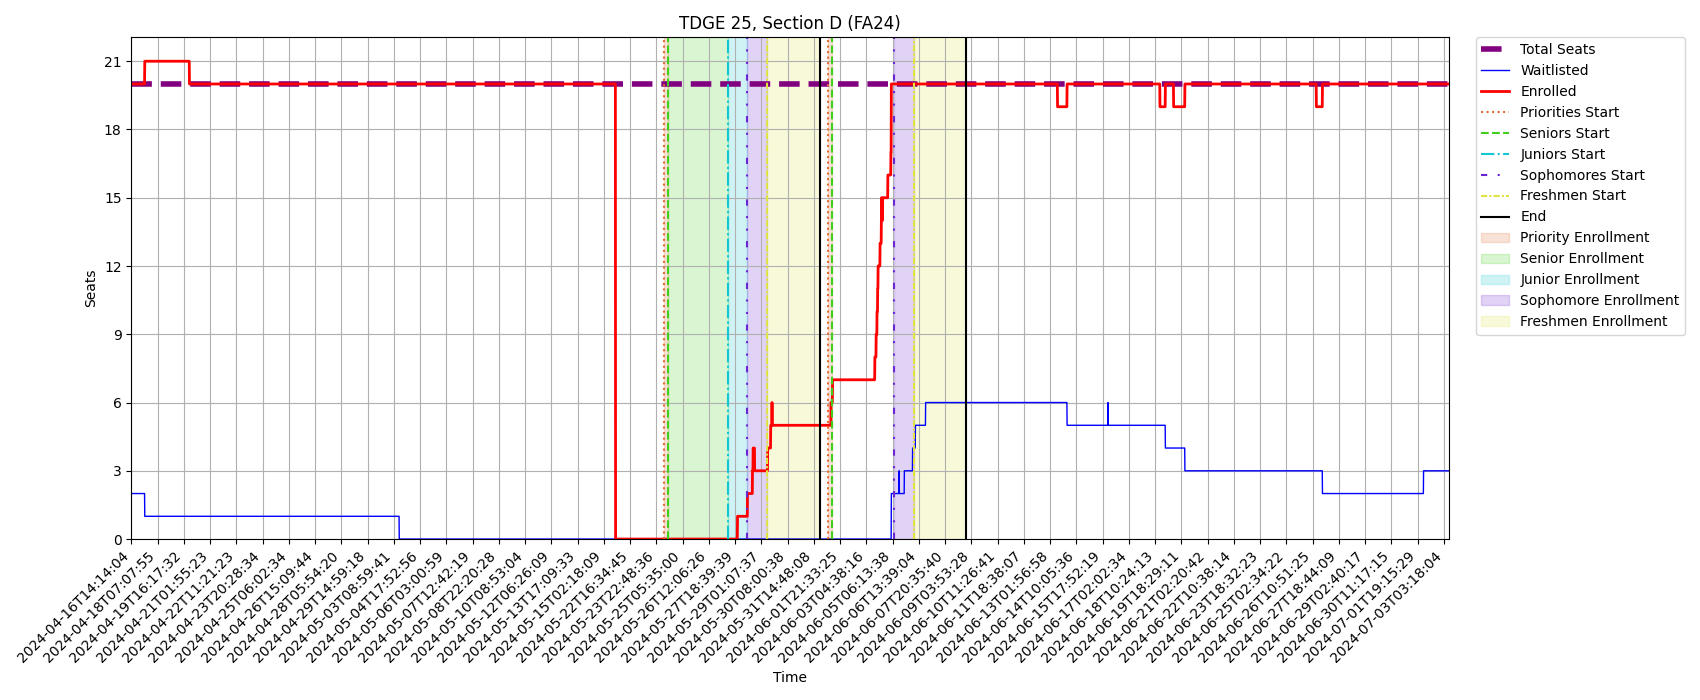 TDGE 25, Section D (FA24)
Seats
21
18
15
12
9
6
3
0
2024-04-16T14:14:04
2024-04-18T07:07:55
2024-04-19T16:17:32
2024-04-21T01:55:23
2024-04-22T11:21:23
2024-04-23T20:28:34
2024-04-25T06:02:34
2024-04-26T15:09:44
2024-04-28T05:54:20
2024-04-29T14:59:18
2024-05-03T08:59:41
2024-05-04T17:52:56
2024-05-06T03:00:59
2024-05-07T12:42:19
2024-05-08T22:20:28
2024-05-10T08:53:04
2024-05-12T06:26:09
2024-05-13T17:09:33
2024-05-15T02:18:09
2024-05-22T16:34:45
2024-05-23T22:48:36
2024-05-25T05:35:00
2024-05-26T12:06:20
2024-05-27T18:39:39
2024-05-29T01:07:37
2024-05-30T08:00:38
2024-05-31T14:48:08
2024-06-01T21:33:25
2024-06-03T04:38:16
2024-06-05T06:13:38
2024-06-06T13:39:04
2024-06-07T20:35:40
2024-06-09T03:53:28
2024-06-10T11:26:41
2024-06-11T18:38:07
2024-06-13T01:56:58
2024-06-14T10:05:36
2024-06-15T17:52:19
2024-06-17T02:02:34
2024-06-18T10:24:13
2024-06-19T18:29:11
2024-06-21T02:20:42
2024-06-22T10:38:14
2024-06-23T18:32:23
2024-06-25T02:34:22
2024-06-26T10:51:25
2024-06-27T18:44:09
2024-06-29T02:40:17
2024-06-30T11:17:15
2024-07-01T19:15:29
2024-07-03T03:18:04
Time
Total Seats
Waitlisted
Enrolled
Priorities Start
Seniors Start
Juniors Start
Sophomores Start
Freshmen Start
End
Priority Enrollment
Senior Enrollment
Junior Enrollment
Sophomore Enrollment
Freshmen Enrollment